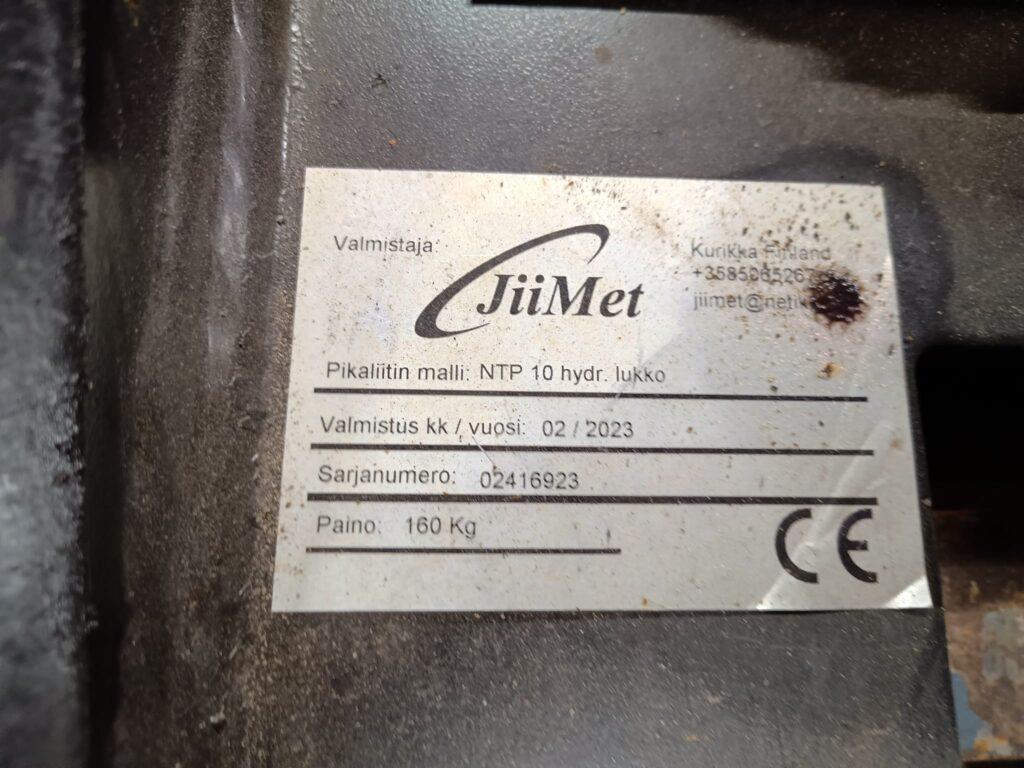 Valmistaja:
JiiMet
Kurikka Finland
Pikaliitin malli: NTP 10 hydr. lukko
Valmistus kk / vuosi: 02 / 2023
Sarjanumero: 02416923
Paino: 160 Kg
CE